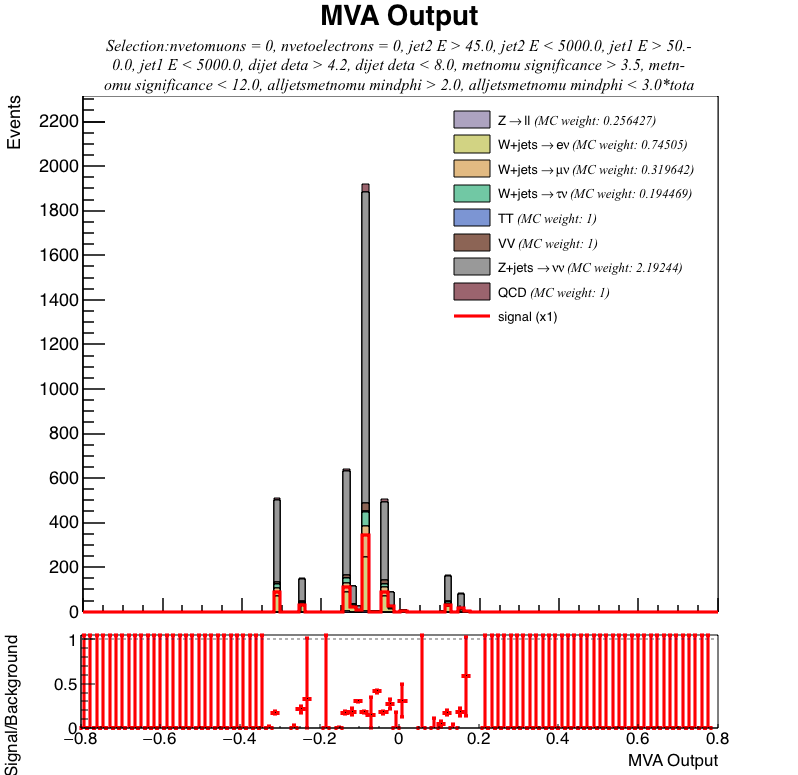 MVA Output
Selection:nvetomuons = 0, nvetoelectrons = 0, jet2 E > 45.0, jet2 E < 5000.0, jet1 E > 50.-
0.0, jet1 E < 5000.0, dijet deta > 4.2, dijet deta < 8.0, metnomu significance > 3.5, metn-
omu significance < 12.0, alljetsmetnomu mindphi > 2.0, alljetsmetnomu mindphi < 3.0*tota
Events
2200
2000
1800
1600
1400
1200
1000
800
600
400
200
0
Z→ll (MC weight: 0.256427)
W+jets→eν (MC weight: 0.74505)
W+jets→μν (MC weight: 0.319642)
W+jets→τν (MC weight: 0.194469)
TT (MC weight: 1)
VV (MC weight: 1)
Z+jets→νν (MC weight: 2.19244)
QCD (MC weight: 1)
signal (x1)
Signal/Background
1
0.5
0
−0.8 −0.6 −0.4 −0.2 0 0.2 0.4 0.6 0.8
MVA Output